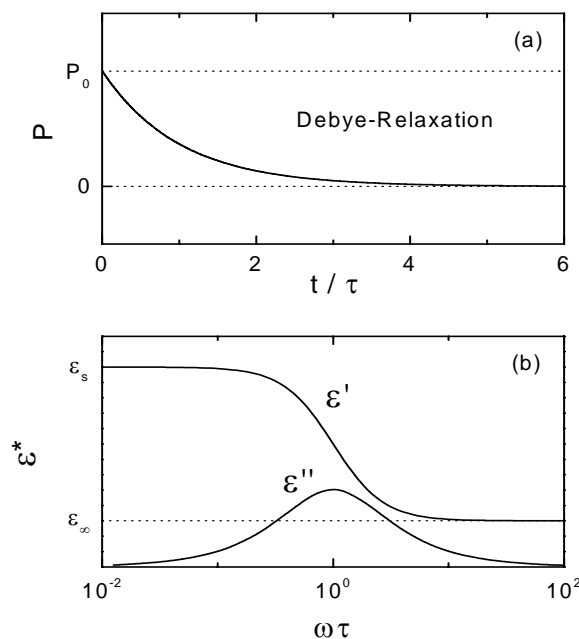 (a)
P₀
Debye-Relaxation
P
0
0 2 4 6
t / τ
(b)
εₛ
ε'
ε*
ε''
ε∞
10⁻² 10⁰ 10²
ωτ